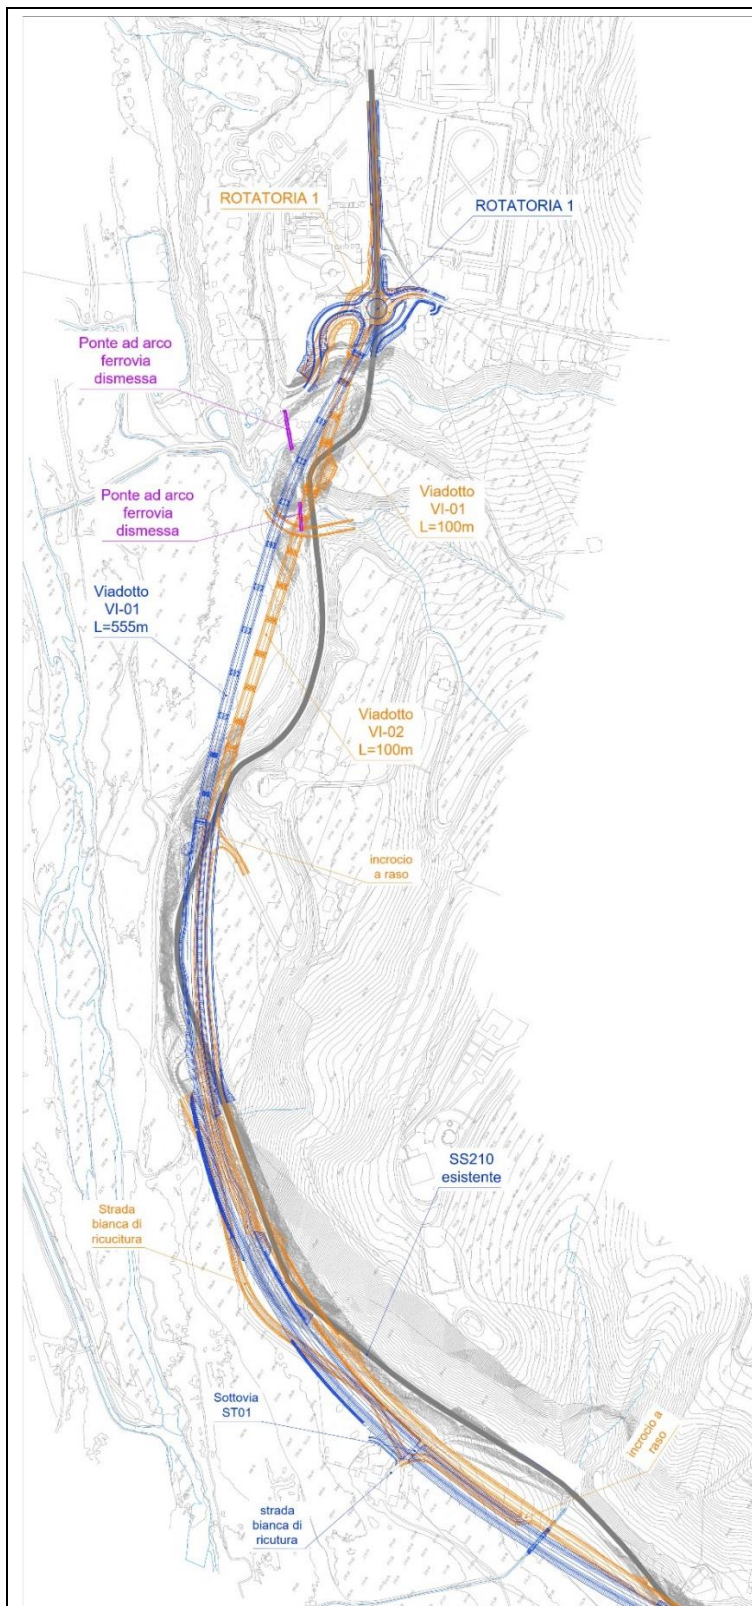 ROTATORIA 1
ROTATORIA 1
Ponte ad arco
ferrovia
dismessa
Ponte ad arco
ferrovia
dismessa
Viadotto
VI-01
L=100m
Viadotto
VI-01
L=555m
Viadotto
VI-02
L=100m
incrocio
a raso
SS210
esistente
Strada
bianca di
ricucitura
Sottovia
ST01
incrocio a
raso
strada
bianca di
ricutura